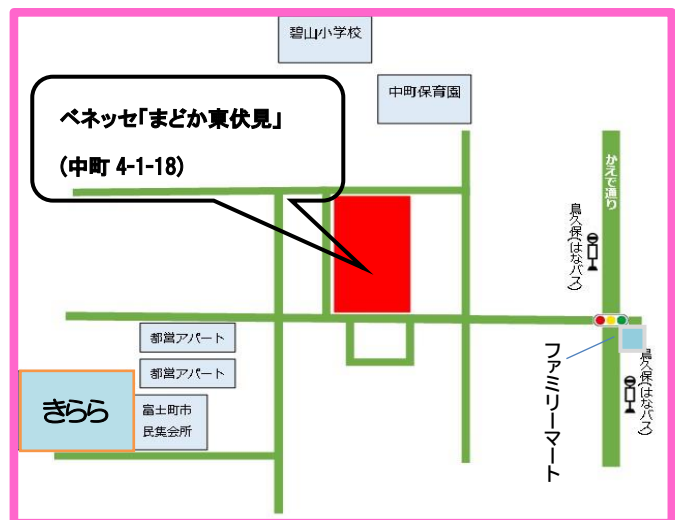 碧山小学校
中町保育園
ベネッセ「まどか東伏見」
(中町 4-1-18)
かえで通り
鳥久保(はなバス)
都営アパート
都営アパート
きらら
富士町市
民集会所
ファミリーマート
鳥久保(はなバス)